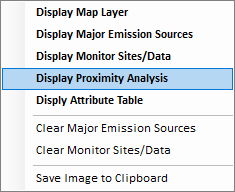 Display Map Layer
Display Major Emission Sources
Display Monitor Sites/Data
Display Proximity Analysis
Disply Attribute Table
Clear Major Emission Sources
Clear Monitor Sites/Data
Save Image to Clipboard